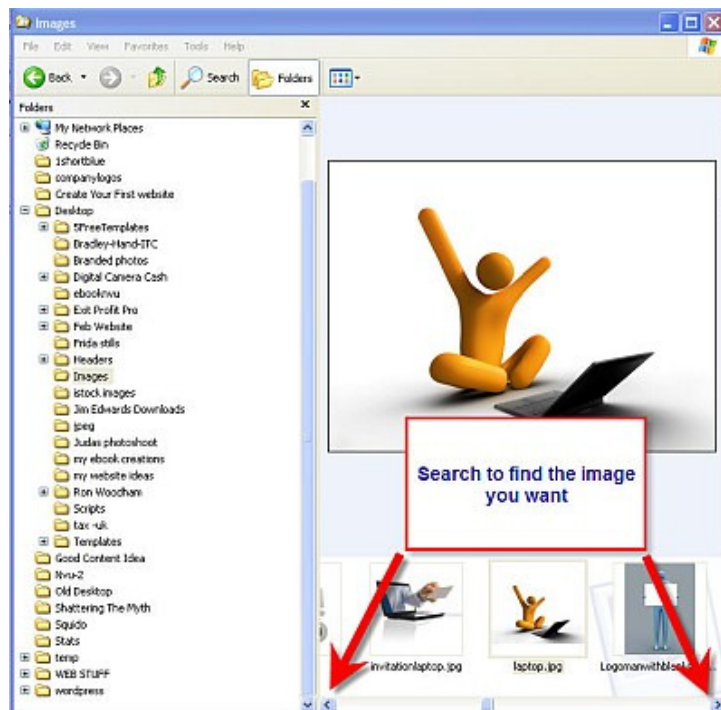 Images
File Edit View Favorites Tools Help
Back Search Folders
Folders
My Network Places
Recycle Bin
1shortblue
companylogos
Create Your First website
Desktop
5FreeTemplates
Bradley-Hand-ITC
Branded photos
Digital Camera Cash
ebooknvu
Exit Profit Pro
Feb Website
Frida stills
Headers
Images
istock images
Jim Edwards Downloads
jpeg
Judas photoshoot
my ebook creations
my website ideas
Ron Woodham
Scripts
tax -uk
Templates
Good Content Idea
Nvu-2
Old Desktop
Shattering The Myth
Squido
Stats
temp
WEB STUFF
wordpress
Search to find the image
you want
invitationlaptop.jpg laptop.jpg